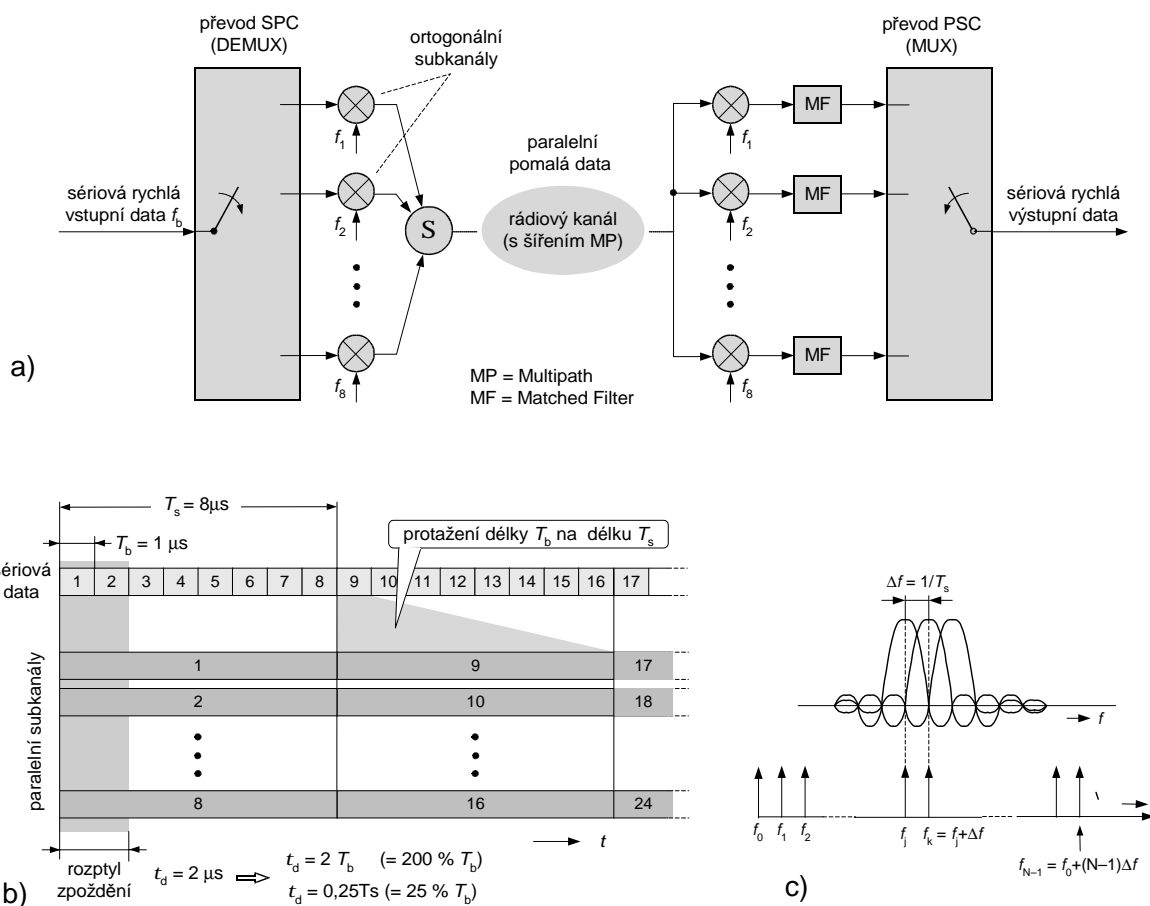 převod SPC
(DEMUX)
ortogonální
subkanály
převod PSC
(MUX)
f1
f2
f8
sériová rychlá
vstupní data fb
S
paralelní
pomalá data
rádiový kanál
(s šířením MP)
MF
MF
MF
f1
f2
f8
sériová rychlá
výstupní data
MP = Multipath
MF = Matched Filter
a)
Ts = 8μs
Tb = 1 μs
protažení délky Tb na délku Ts
sériová
data
1 2 3 4 5 6 7 8 9 10 11 12 13 14 15 16 17
paralelní subkanály
1 9 17
2 10 18
8 16 24
t
rozptyl
zpoždění
td = 2 μs
td = 2 Tb (= 200 % Tb)
td = 0,25Ts (= 25 % Tb)
b)
Δf = 1/Ts
f
f0 f1 f2 fj fk = fj+Δf
fN–1 = f0+(N–1)Δf
c)